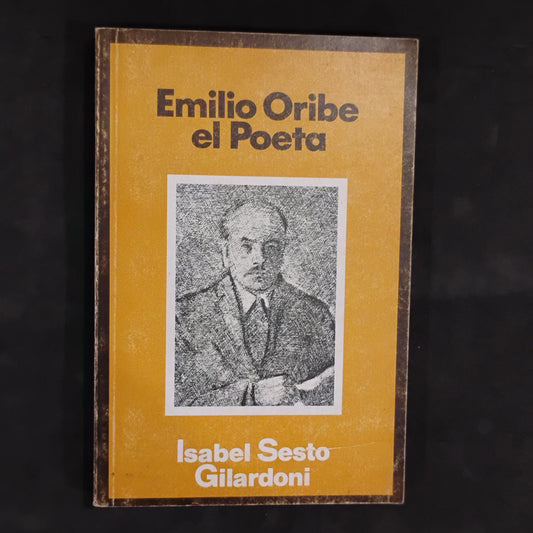 Emilio Oribe
el Poeta
Isabel Sesto
Gilardoni